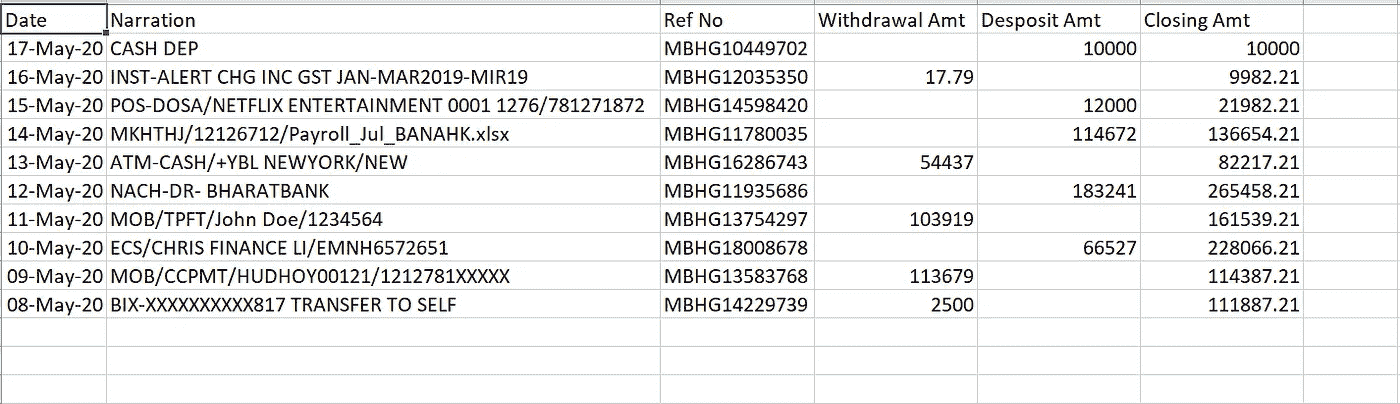 Date Narration Ref No Withdrawal Amt Desposit Amt Closing Amt
17-May-20 CASH DEP MBHG10449702 10000 10000
16-May-20 INST-ALERT CHG INC GST JAN-MAR2019-MIR19 MBHG12035350 17.79 9982.21
15-May-20 POS-DOSA/NETFLIX ENTERTAINMENT 0001 1276/781271872 MBHG14598420 12000 21982.21
14-May-20 MKHTHJ/12126712/Payroll_Jul_BANAHK.xlsx MBHG11780035 114672 136654.21
13-May-20 ATM-CASH/+YBL NEWYORK/NEW MBHG16286743 54437 82217.21
12-May-20 NACH-DR- BHARATBANK MBHG11935686 183241 265458.21
11-May-20 MOB/TPFT/John Doe/1234564 MBHG13754297 103919 161539.21
10-May-20 ECS/CHRIS FINANCE LI/EMNH6572651 MBHG18008678 66527 228066.21
09-May-20 MOB/CCPMT/HUDHOY00121/1212781XXXXX MBHG13583768 113679 114387.21
08-May-20 BIX-XXXXXXXXXX817 TRANSFER TO SELF MBHG14229739 2500 111887.21